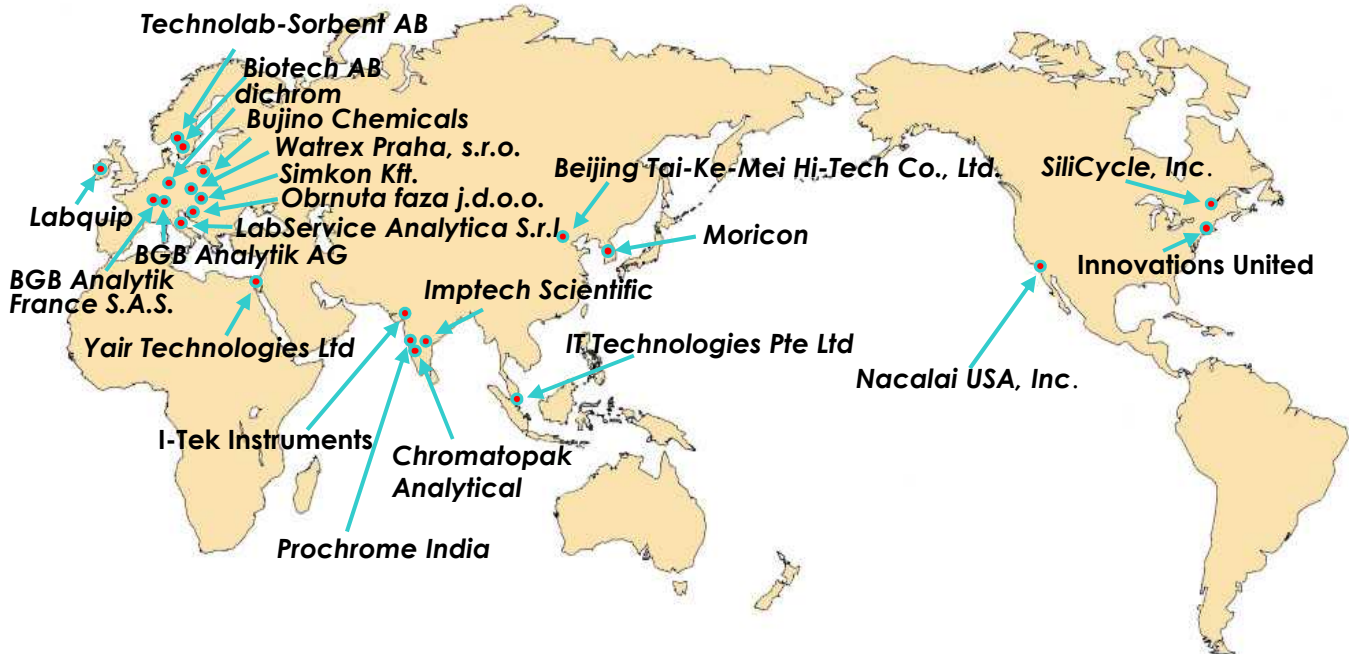 Technolab-Sorbent AB
Biotech AB
dichrom
Bujino Chemicals
Watrex Praha, s.r.o.
Simkon Kft.
Obrnuta faza j.d.o.o.
LabService Analytica S.r.l
Labquip
BGB Analytik AG
BGB Analytik
France S.A.S.
Yair Technologies Ltd
Beijing Tai-Ke-Mei Hi-Tech Co., Ltd.
Moricon
Imptech Scientific
IT Technologies Pte Ltd
I-Tek Instruments
Chromatopak
Analytical
Prochrome India
SiliCycle, Inc.
Innovations United
Nacalai USA, Inc.